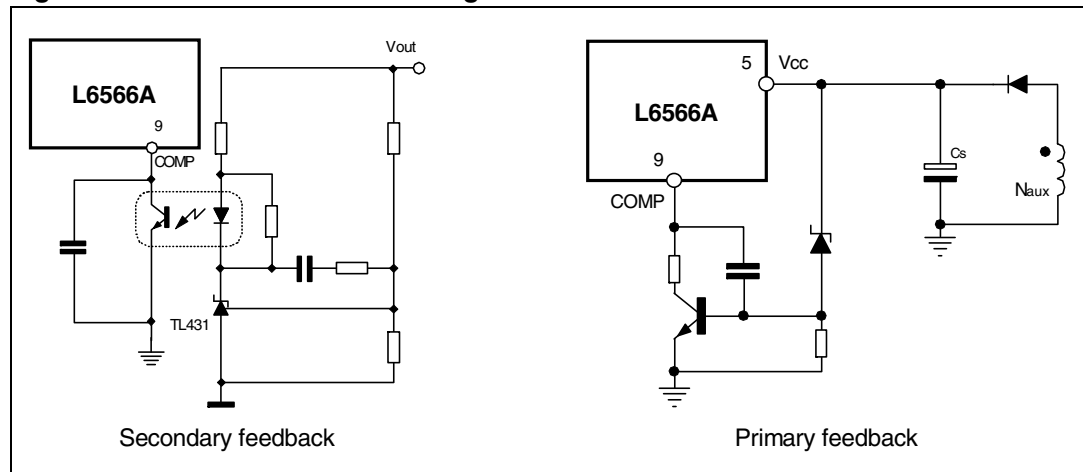 L6566A
9
COMP
Vout
TL431
Secondary feedback
L6566A
5
Vcc
9
COMP
Cs
Naux
Primary feedback